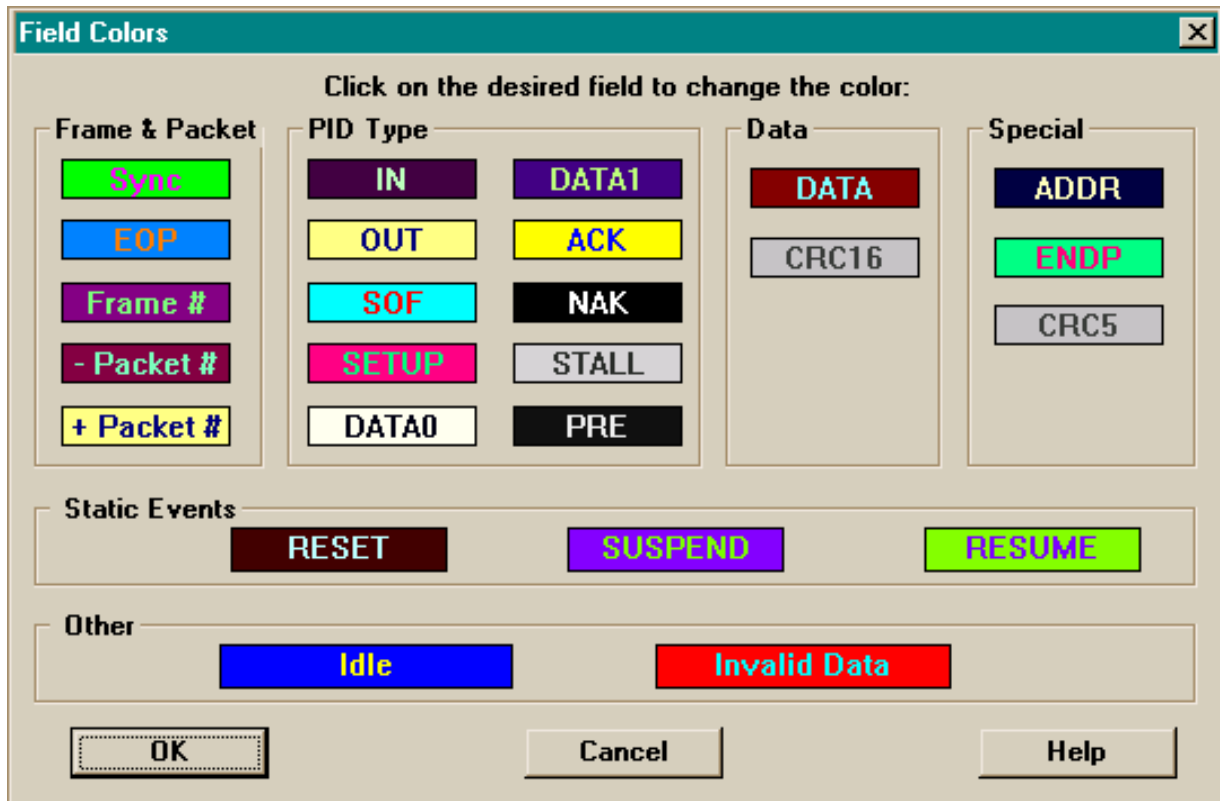 Field Colors
Click on the desired field to change the color:
Frame & Packet
Sync
EOP
Frame #
- Packet #
+ Packet #
PID Type
IN
OUT
SOF
SETUP
DATA0
DATA1
ACK
NAK
STALL
PRE
Data
DATA
CRC16
Special
ADDR
ENDP
CRC5
Static Events
RESET
SUSPEND
RESUME
Other
Idle
Invalid Data
OK
Cancel
Help